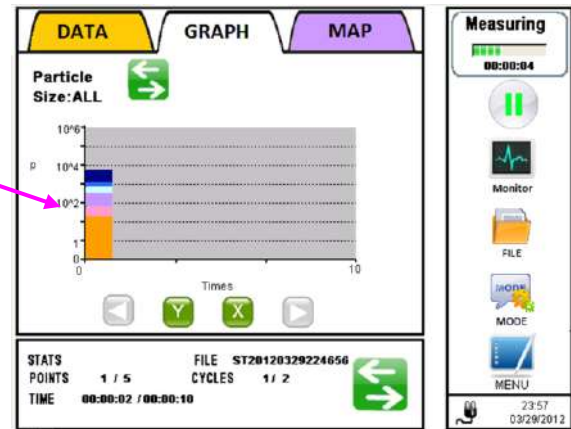 DATA
GRAPH
MAP
Particle
Size:ALL
10^6
p
10^4
10^2
1
0
0
10
Times
Y
X
STATS
FILE ST20120329224656
POINTS 1 / 5
CYCLES 1/ 2
TIME 00:00:02 / 00:00:10
Measuring
00:00:04
Monitor
FILE
MODE
MODE
MENU
23:57
03/29/2012